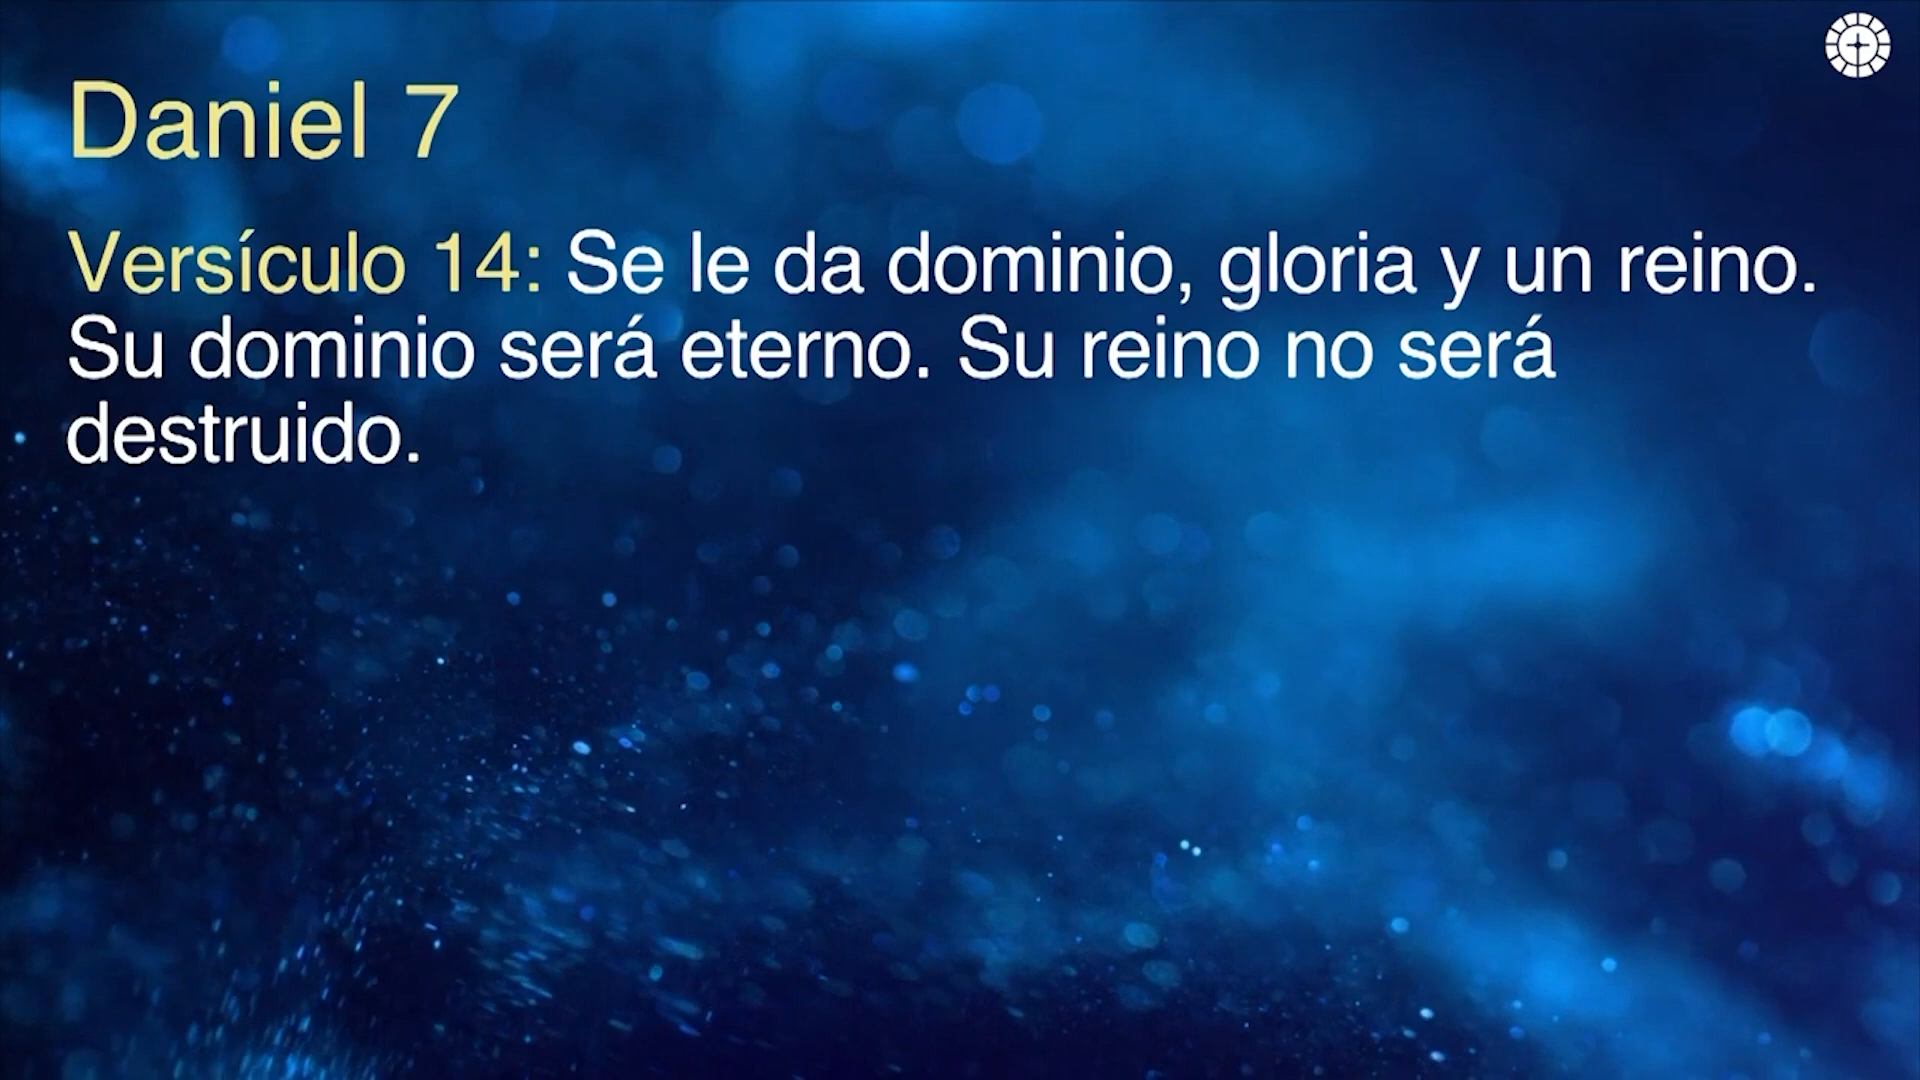 Daniel 7
Versículo 14: Se le da dominio, gloria y un reino.
Su dominio será eterno. Su reino no será
destruido.